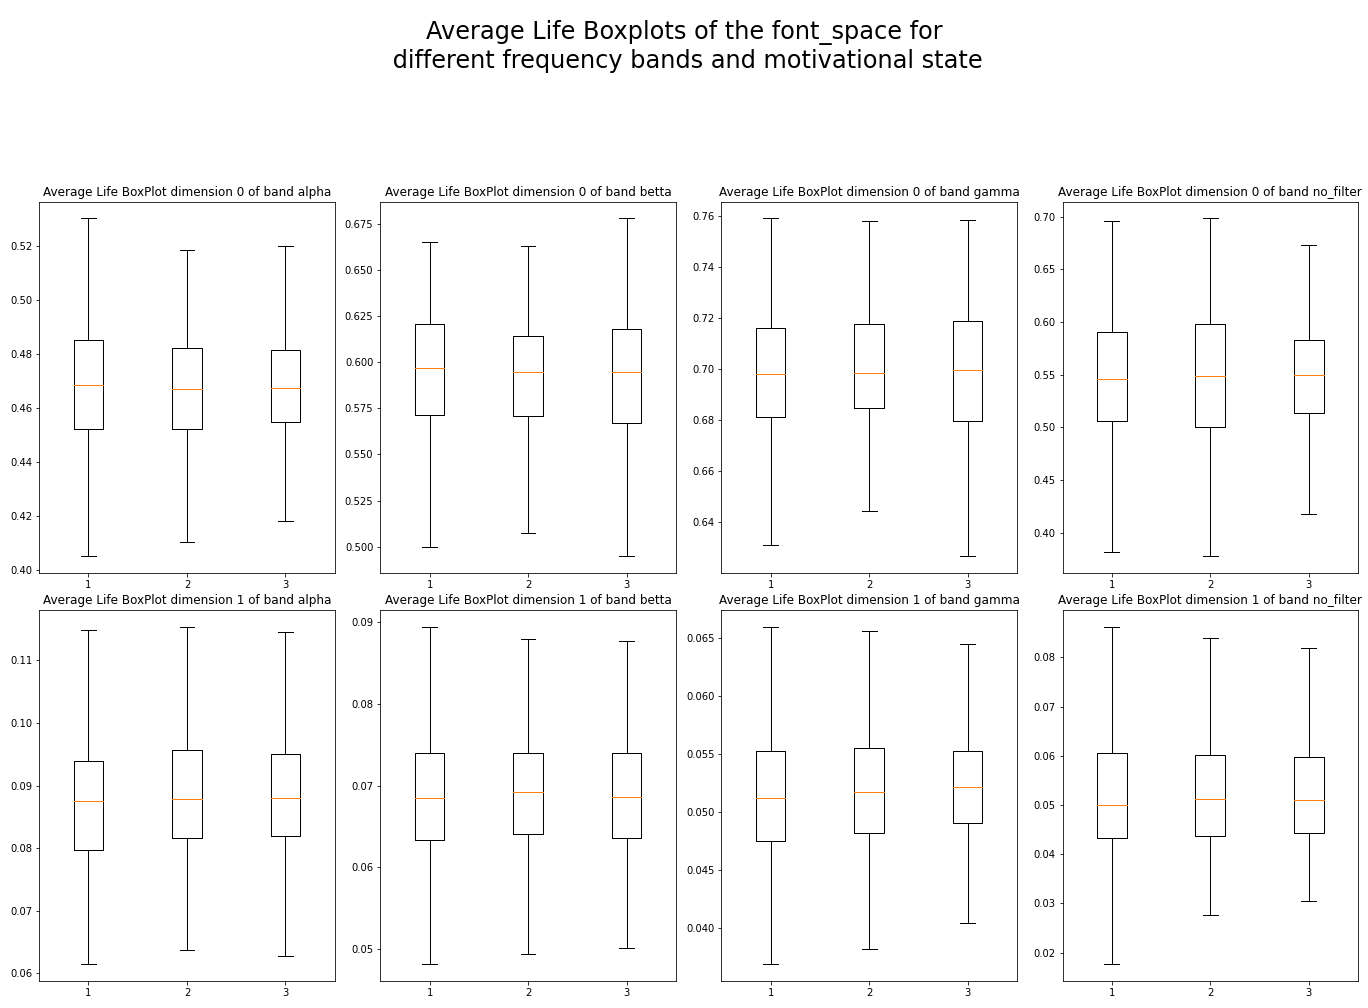 Average Life Boxplots of the font_space for
different frequency bands and motivational state
Average Life BoxPlot dimension 0 of band alpha
0.52
0.50
0.48
0.46
0.44
0.42
0.40
1 2 3
Average Life BoxPlot dimension 0 of band betta
0.675
0.650
0.625
0.600
0.575
0.550
0.525
0.500
1 2 3
Average Life BoxPlot dimension 0 of band gamma
0.76
0.74
0.72
0.70
0.68
0.66
0.64
1 2 3
Average Life BoxPlot dimension 0 of band no_filter
0.70
0.65
0.60
0.55
0.50
0.45
0.40
1 2 3
Average Life BoxPlot dimension 1 of band alpha
0.11
0.10
0.09
0.08
0.07
0.06
1 2 3
Average Life BoxPlot dimension 1 of band betta
0.09
0.08
0.07
0.06
0.05
1 2 3
Average Life BoxPlot dimension 1 of band gamma
0.065
0.060
0.055
0.050
0.045
0.040
1 2 3
Average Life BoxPlot dimension 1 of band no_filter
0.08
0.07
0.06
0.05
0.04
0.03
0.02
1 2 3